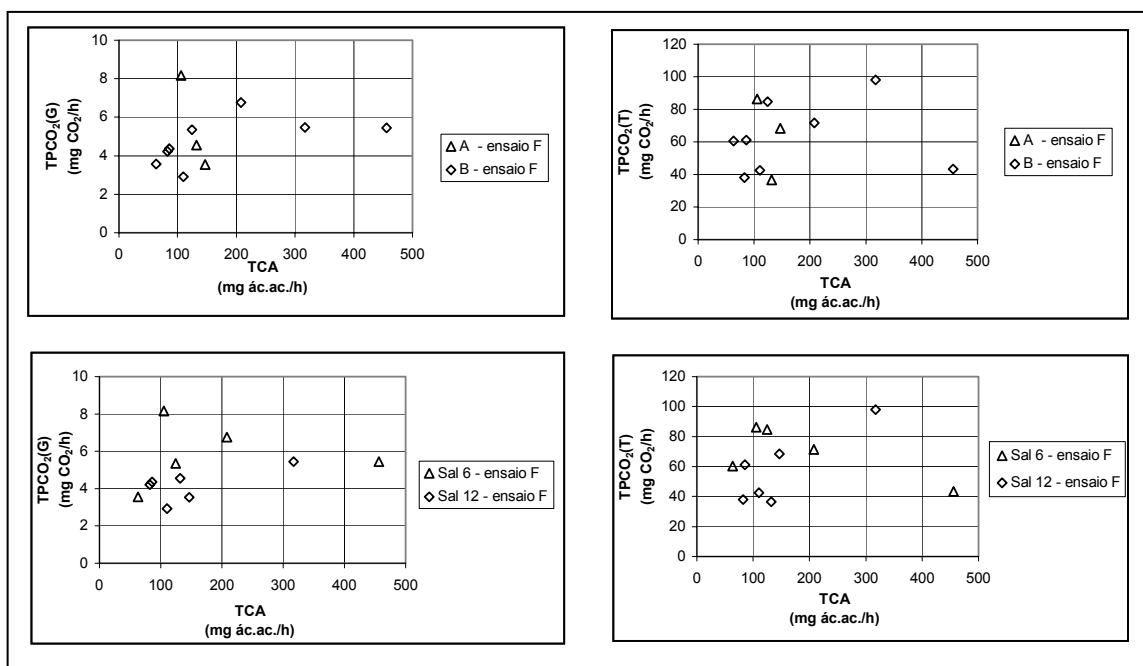 10
8
6
4
2
0
TPCO₂(G)
(mg CO₂/h)
0 100 200 300 400 500
TCA
(mg ác.ac./h)
A - ensaio F
B - ensaio F
120
100
80
60
40
20
0
TPCO₂(T)
(mg CO₂/h)
0 100 200 300 400 500
TCA
(mg ác.ac./h)
A - ensaio F
B - ensaio F
10
8
6
4
2
0
TPCO₂(G)
(mg CO₂/h)
0 100 200 300 400 500
TCA
(mg ác.ac./h)
Sal 6 - ensaio F
Sal 12 - ensaio F
120
100
80
60
40
20
0
TPCO₂(T)
(mg CO₂/h)
0 100 200 300 400 500
TCA
(mg ác.ac./h)
Sal 6 - ensaio F
Sal 12 - ensaio F